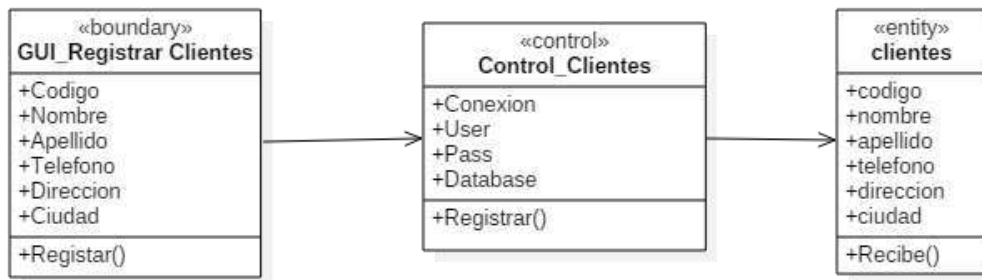 «boundary»
GUI_Registrar Clientes
+Codigo
+Nombre
+Apellido
+Telefono
+Direccion
+Ciudad
+Registar()
«control»
Control_Clientes
+Conexion
+User
+Pass
+Database
+Registrar()
«entity»
clientes
+codigo
+nombre
+apellido
+telefono
+direccion
+ciudad
+Recibe()